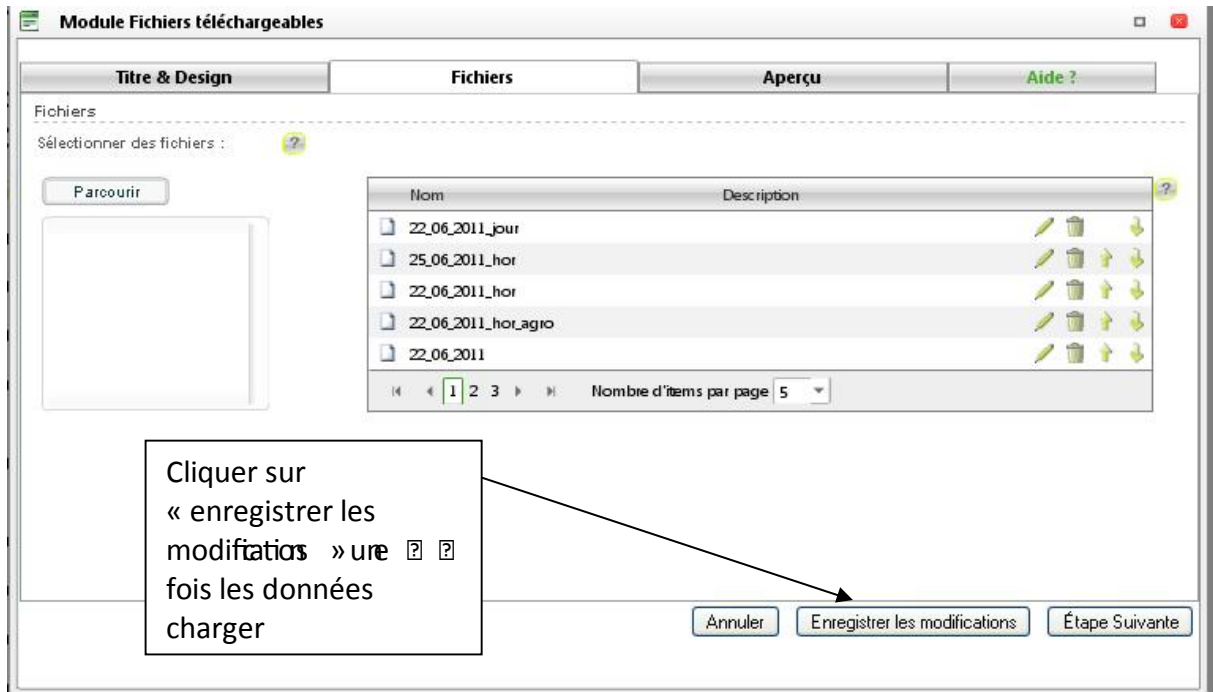 Module Fichiers téléchargeables
Titre & Design Fichiers Aperçu Aide ?
Fichiers
Sélectionner des fichiers : ?
Parcourir
Nom Description ?
22_06_2011_jour
25_06_2011_hor
22_06_2011_hor
22_06_2011_hor_agro
22_06_2011
1 2 3 Nombre d'items par page 5
Cliquer sur
« enregistrer les
modifications » une
fois les données
charger
Annuler Enregistrer les modifications Étape Suivante